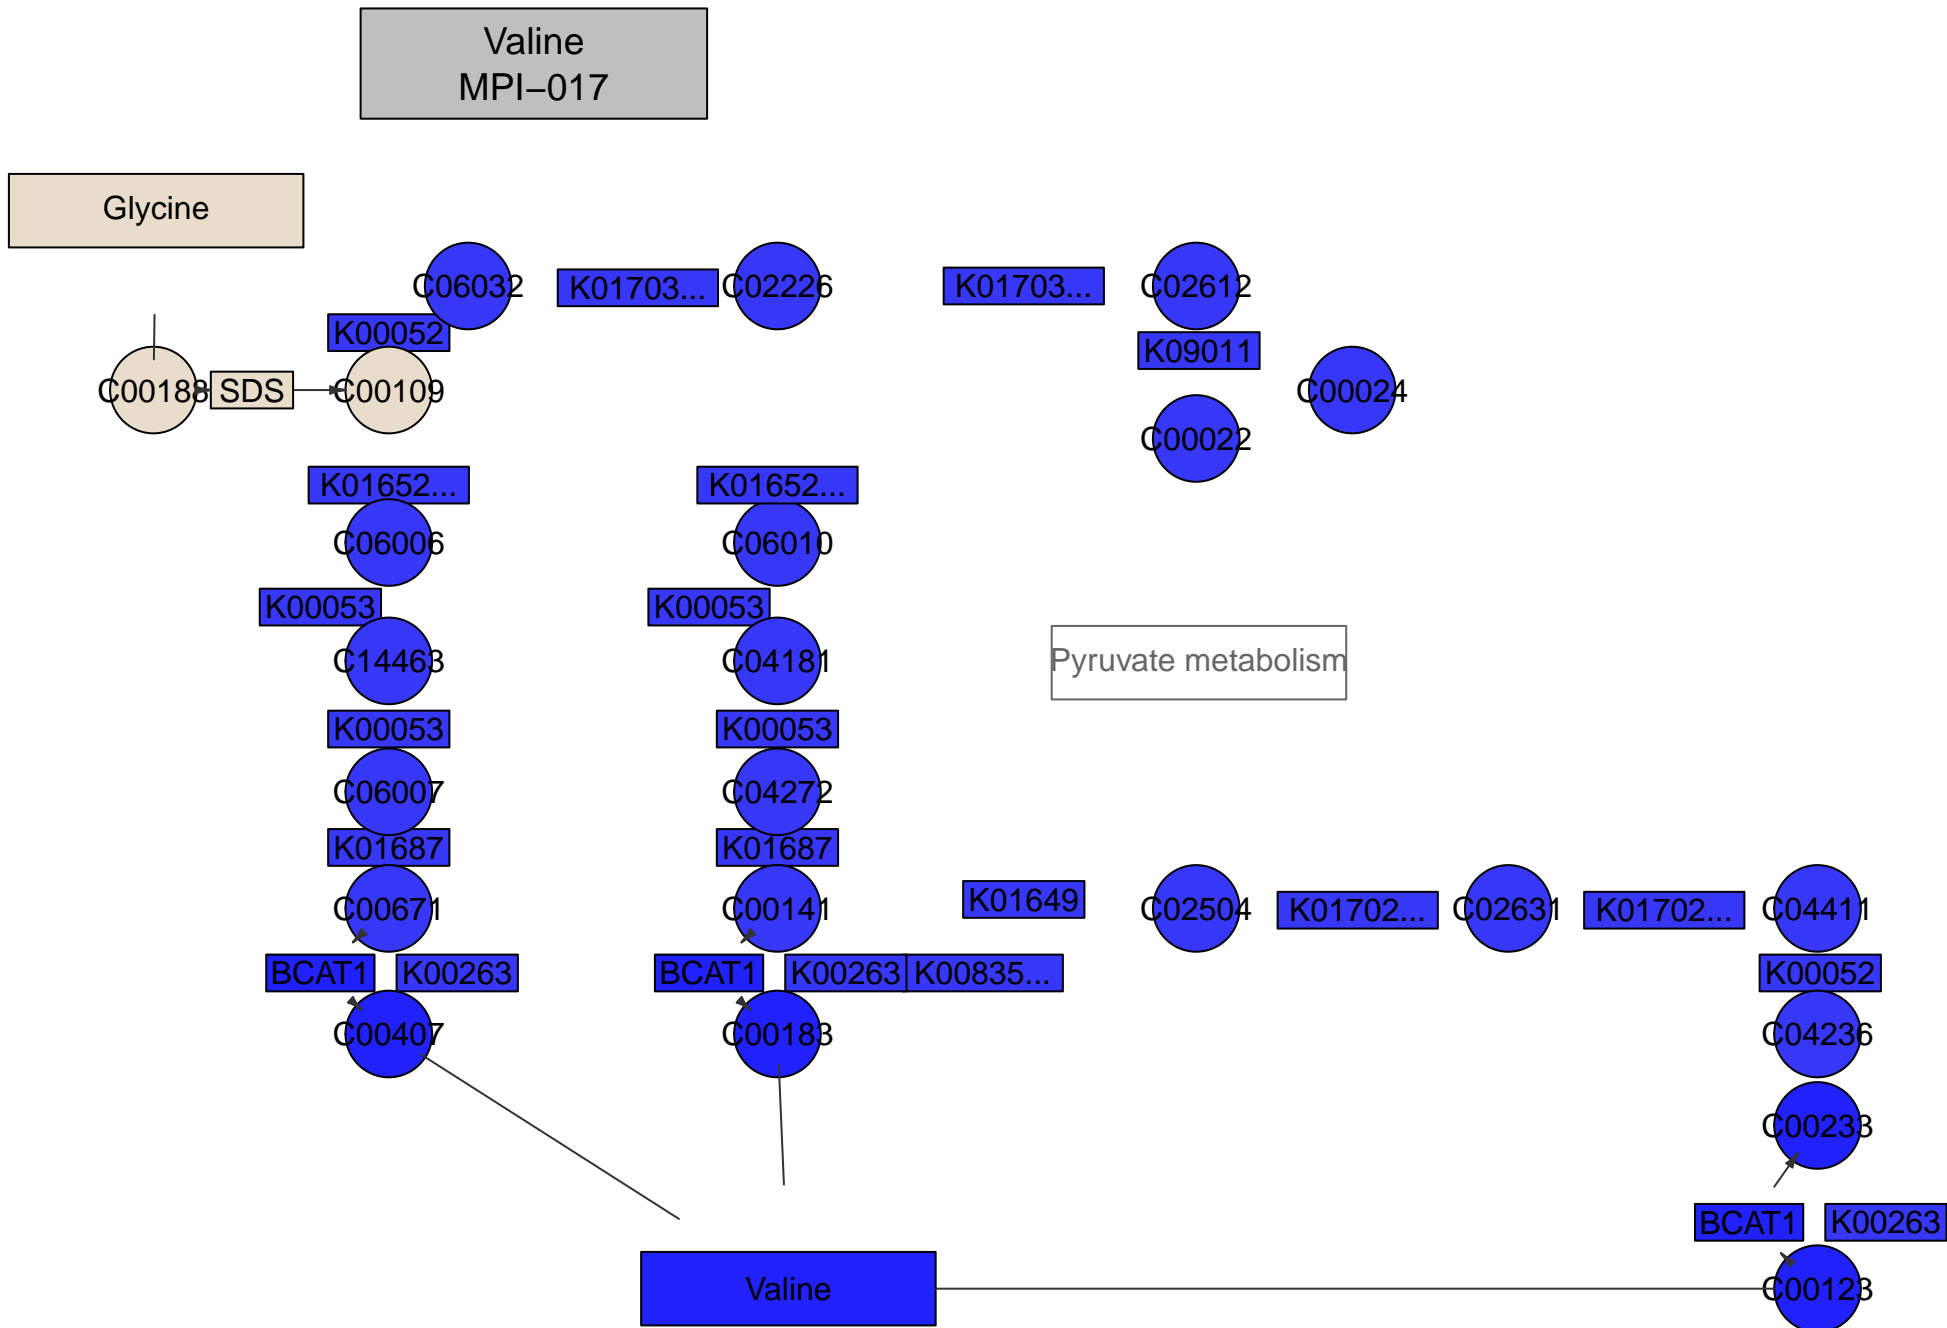 Valine
MPI−017
Glycine
C06032
K01703...
C02226
K01703...
C02612
K00052
K09011
C00188
SDS
C00109
C00024
C00022
K01652...
K01652...
C06006
C06010
K00053
K00053
C14463
C04181
Pyruvate metabolism
K00053
K00053
C06007
C04272
K01687
K01687
C00671
C00141
K01649
C02504
K01702...
C02631
K01702...
C04411
BCAT1
K00263
BCAT1
K00263
K00835...
K00052
C00407
C00183
C04236
C00233
BCAT1
K00263
Valine
C00123